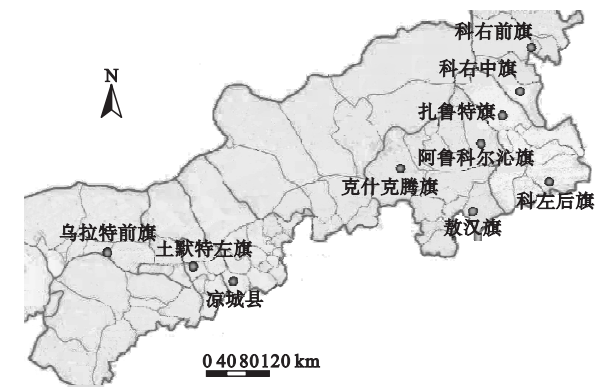 科右前旗
N
科右中旗
扎鲁特旗
阿鲁科尔沁旗
克什克腾旗
科左后旗
敖汉旗
乌拉特前旗
土默特左旗
凉城县
0 40 80 120 km